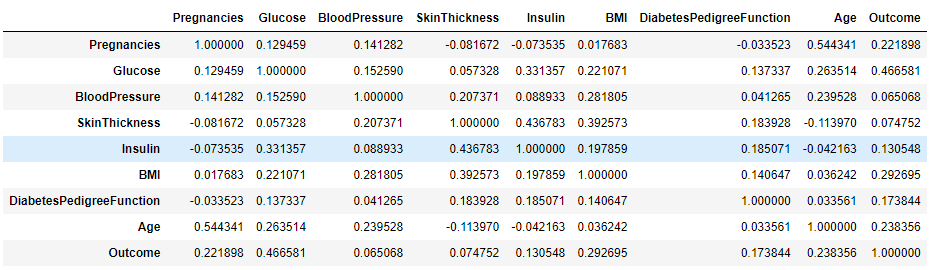 Pregnancies Glucose BloodPressure SkinThickness Insulin BMI DiabetesPedigreeFunction Age Outcome
Pregnancies 1.000000 0.129459 0.141282 -0.081672 -0.073535 0.017683 -0.033523 0.544341 0.221898
Glucose 0.129459 1.000000 0.152590 0.057328 0.331357 0.221071 0.137337 0.263514 0.466581
BloodPressure 0.141282 0.152590 1.000000 0.207371 0.088933 0.281805 0.041265 0.239528 0.065068
SkinThickness -0.081672 0.057328 0.207371 1.000000 0.436783 0.392573 0.183928 -0.113970 0.074752
Insulin -0.073535 0.331357 0.088933 0.436783 1.000000 0.197859 0.185071 -0.042163 0.130548
BMI 0.017683 0.221071 0.281805 0.392573 0.197859 1.000000 0.140647 0.036242 0.292695
DiabetesPedigreeFunction -0.033523 0.137337 0.041265 0.183928 0.185071 0.140647 1.000000 0.033561 0.173844
Age 0.544341 0.263514 0.239528 -0.113970 -0.042163 0.036242 0.033561 1.000000 0.238356
Outcome 0.221898 0.466581 0.065068 0.074752 0.130548 0.292695 0.173844 0.238356 1.000000